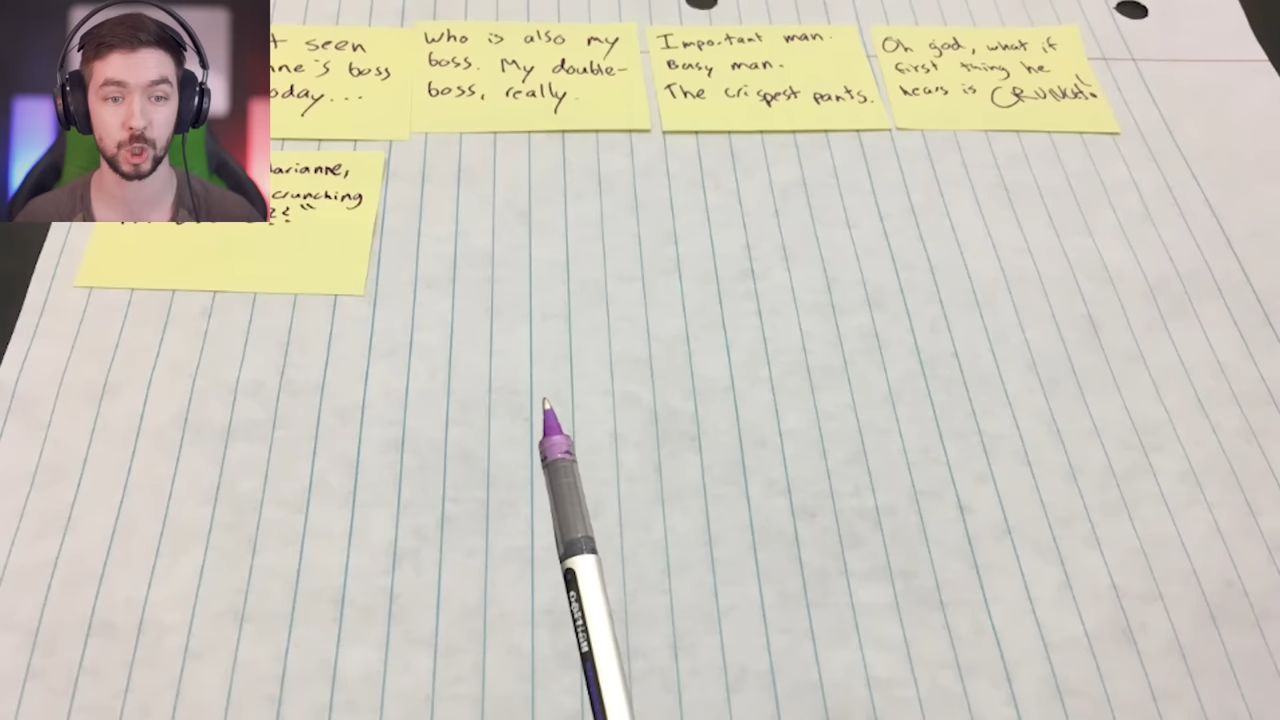 t seen
ne's boss
oday...
Who is also my
boss. My double-
boss, really.
Important man.
Busy man.
The crispest pants.
Oh god, what if
first thing he
hears is CRUNCH!
arianne,
crunching